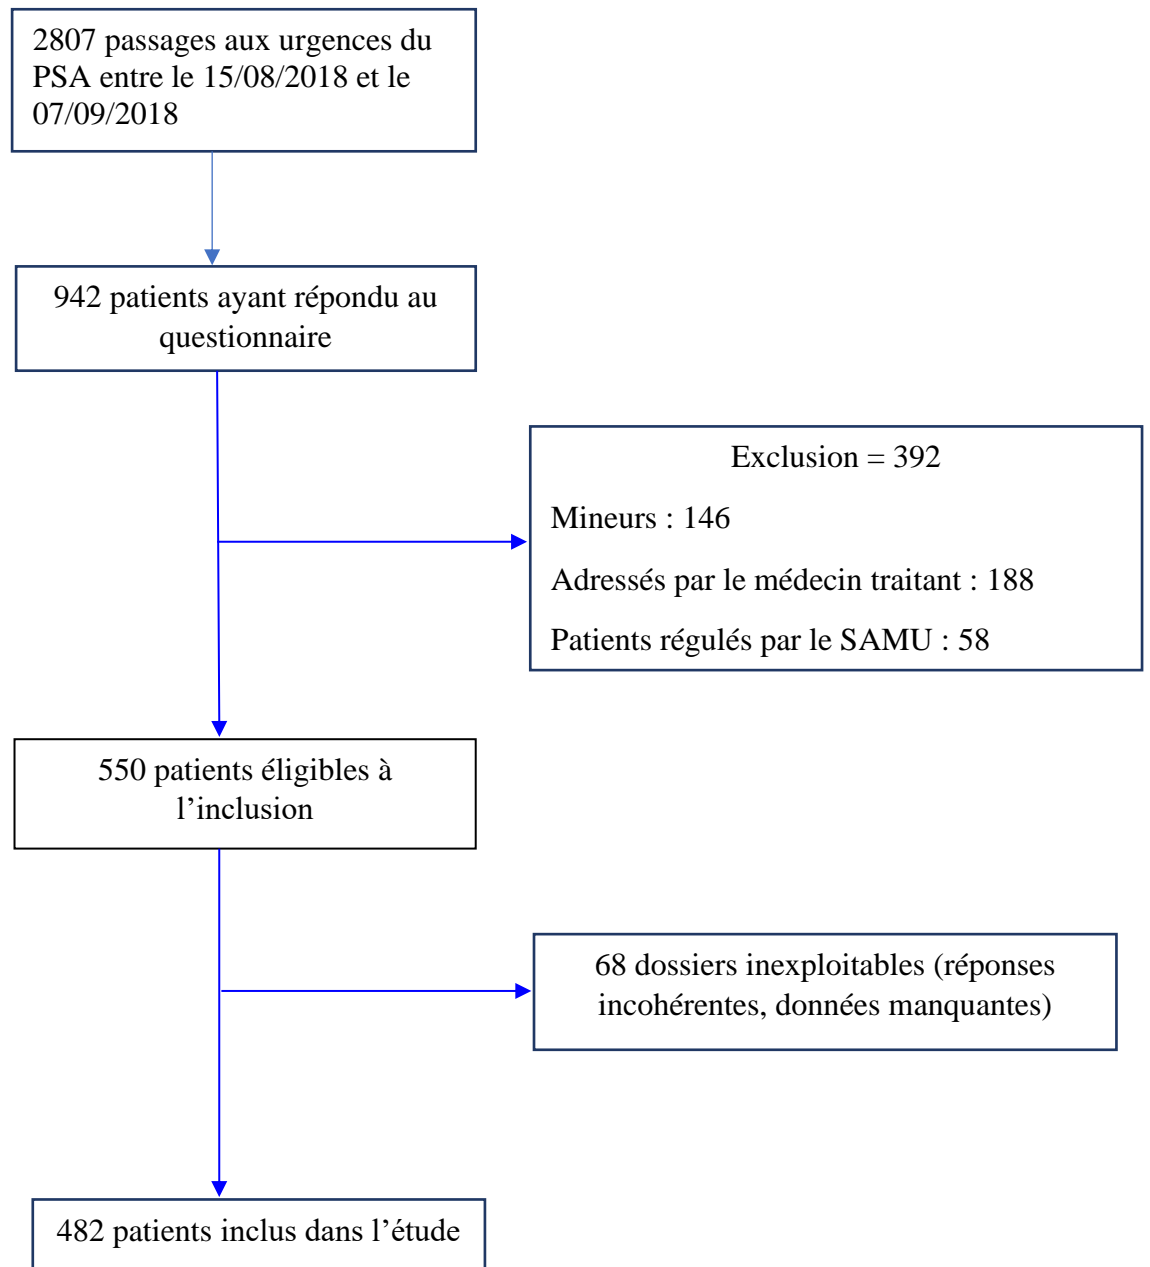 2807 passages aux urgences du
PSA entre le 15/08/2018 et le
07/09/2018
942 patients ayant répondu au
questionnaire
Exclusion = 392
Mineurs : 146
Adressés par le médecin traitant : 188
Patients régulés par le SAMU : 58
550 patients éligibles à
l’inclusion
68 dossiers inexploitables (réponses
incohérentes, données manquantes)
482 patients inclus dans l’étude